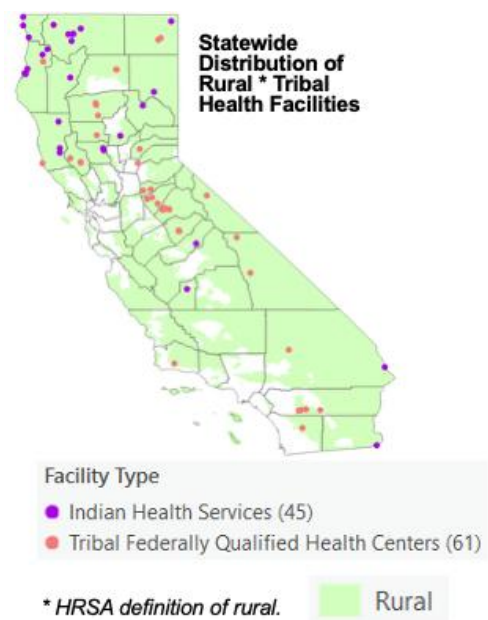 Statewide
Distribution of
Rural * Tribal
Health Facilities
Facility Type
Indian Health Services (45)
Tribal Federally Qualified Health Centers (61)
* HRSA definition of rural.
Rural